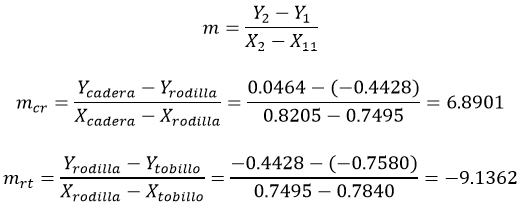 m = \frac{Y_2 - Y_1}{X_2 - X_{11}}
m_{cr} = \frac{Y_{cadera} - Y_{rodilla}}{X_{cadera} - X_{rodilla}} = \frac{0.0464 - (-0.4428)}{0.8205 - 0.7495} = 6.8901
m_{rt} = \frac{Y_{rodilla} - Y_{tobillo}}{X_{rodilla} - X_{tobillo}} = \frac{-0.4428 - (-0.7580)}{0.7495 - 0.7840} = -9.1362